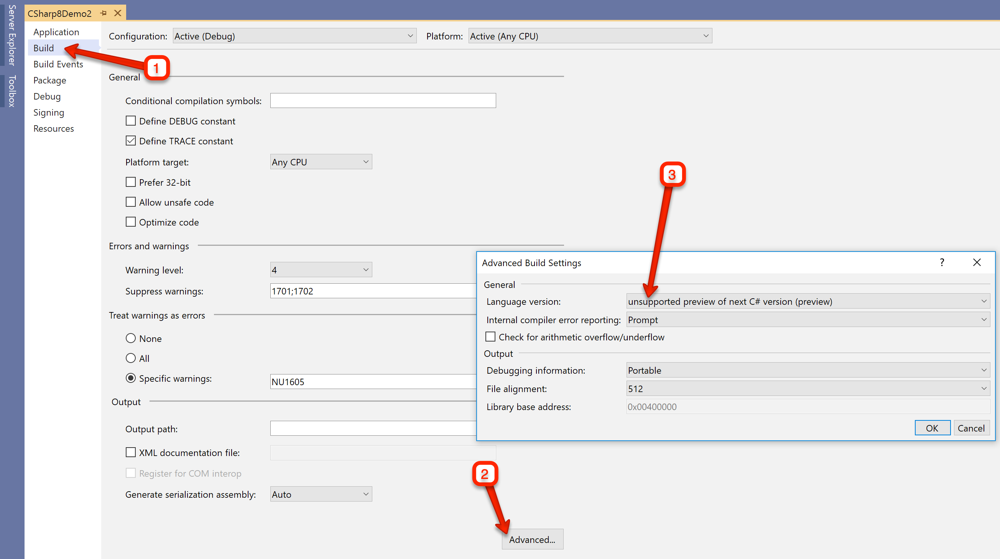 Server Explorer
Toolbox
CSharp8Demo2
Application
Build
Build Events
Package
Debug
Signing
Resources
Configuration: Active (Debug) Platform: Active (Any CPU)
1
General
Conditional compilation symbols:
Define DEBUG constant
Define TRACE constant
Platform target: Any CPU
Prefer 32-bit
Allow unsafe code
Optimize code
Errors and warnings
Warning level: 4
Suppress warnings: 1701;1702
Treat warnings as errors
None
All
Specific warnings: NU1605
Output
Output path:
XML documentation file:
Register for COM interop
Generate serialization assembly: Auto
2
Advanced...
3
Advanced Build Settings ?
General
Language version: unsupported preview of next C# version (preview)
Internal compiler error reporting: Prompt
Check for arithmetic overflow/underflow
Output
Debugging information: Portable
File alignment: 512
Library base address: 0x00400000
OK Cancel